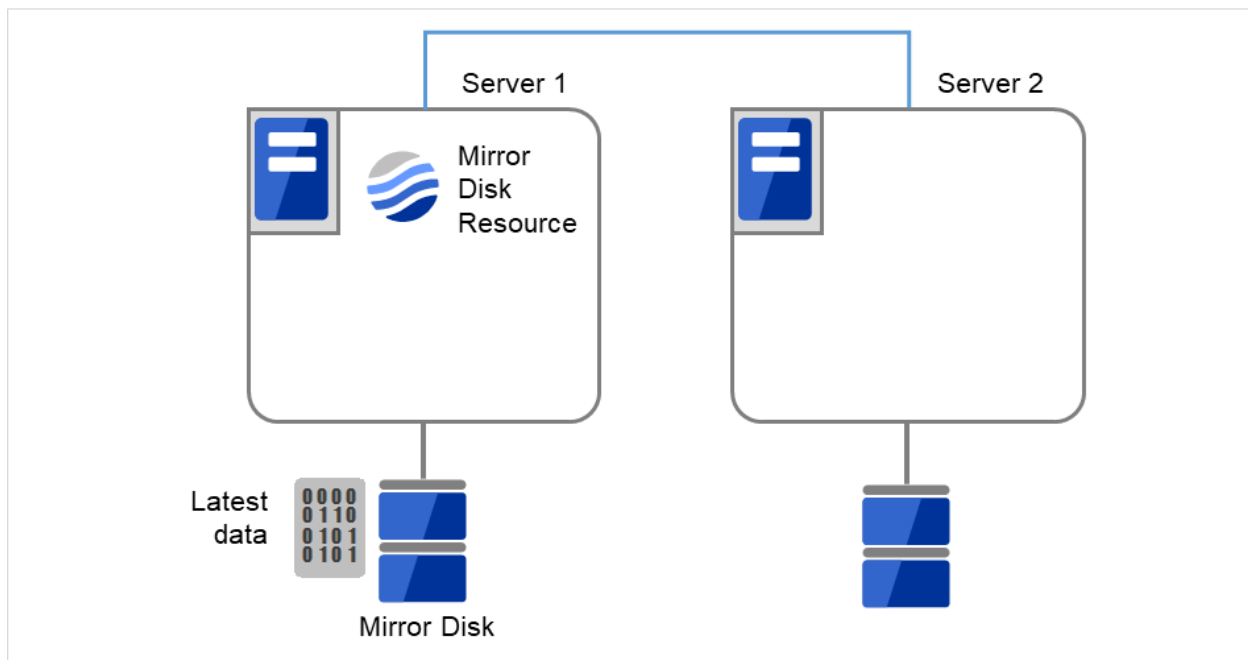 Server 1
Server 2
Mirror
Disk
Resource
Latest
data
0000
0110
0101
0101
Mirror Disk